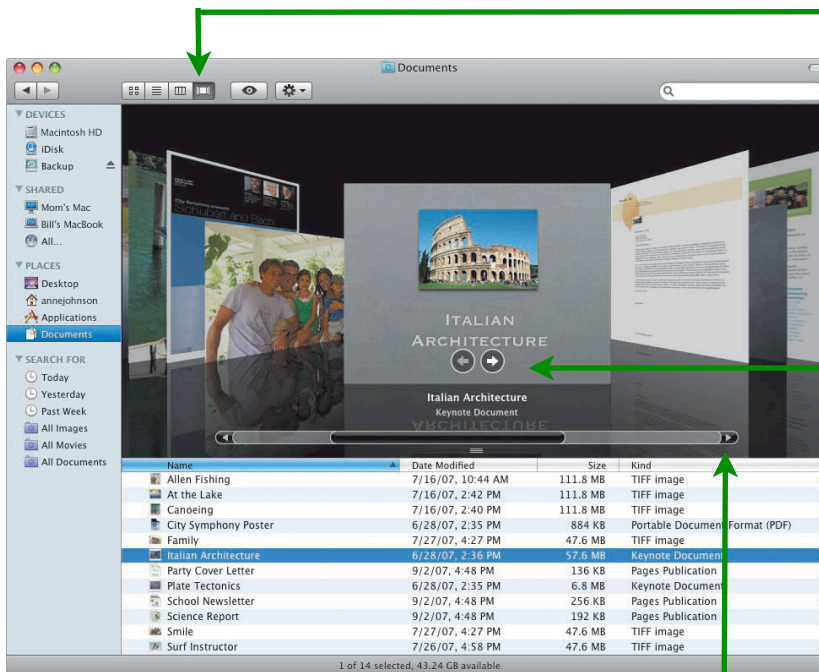 Documents
DEVICES
Macintosh HD
iDisk
Backup
SHARED
Mom's Mac
Bill's MacBook
All...
PLACES
Desktop
annejohnson
Applications
Documents
SEARCH FOR
Today
Yesterday
Past Week
All Images
All Movies
All Documents
City Symphony presents
Schubert and Bach
ITALIAN
ARCHITECTURE
Italian Architecture
Keynote Document
ARCHITECTURE
Name Date Modified Size Kind
Allen Fishing 7/16/07, 10:44 AM 111.8 MB TIFF image
At the Lake 7/16/07, 2:42 PM 111.8 MB TIFF image
Canoeing 7/16/07, 2:40 PM 111.8 MB TIFF image
City Symphony Poster 6/28/07, 2:35 PM 884 KB Portable Document Format (PDF)
Family 7/27/07, 4:27 PM 47.6 MB TIFF image
Italian Architecture 6/28/07, 2:36 PM 57.6 MB Keynote Document
Party Cover Letter 9/2/07, 4:48 PM 136 KB Pages Publication
Plate Tectonics 6/28/07, 2:35 PM 6.8 MB Keynote Document
School Newsletter 9/2/07, 4:48 PM 256 KB Pages Publication
Science Report 9/2/07, 4:48 PM 192 KB Pages Publication
Smile 7/27/07, 4:27 PM 47.6 MB TIFF image
Surf Instructor 7/26/07, 4:58 PM 47.6 MB TIFF image
1 of 14 selected, 43.24 GB available